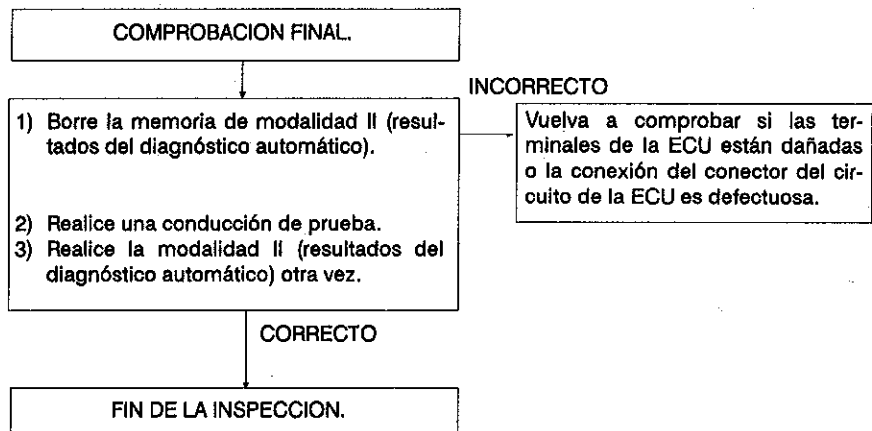 COMPROBACION FINAL.
INCORRECTO
1) Borre la memoria de modalidad II (resul-
tados del diagnóstico automático).
2) Realice una conducción de prueba.
3) Realice la modalidad II (resultados del
diagnóstico automático) otra vez.
Vuelva a comprobar si las ter-
minales de la ECU están dañadas
o la conexión del conector del cir-
cuito de la ECU es defectuosa.
CORRECTO
FIN DE LA INSPECCION.